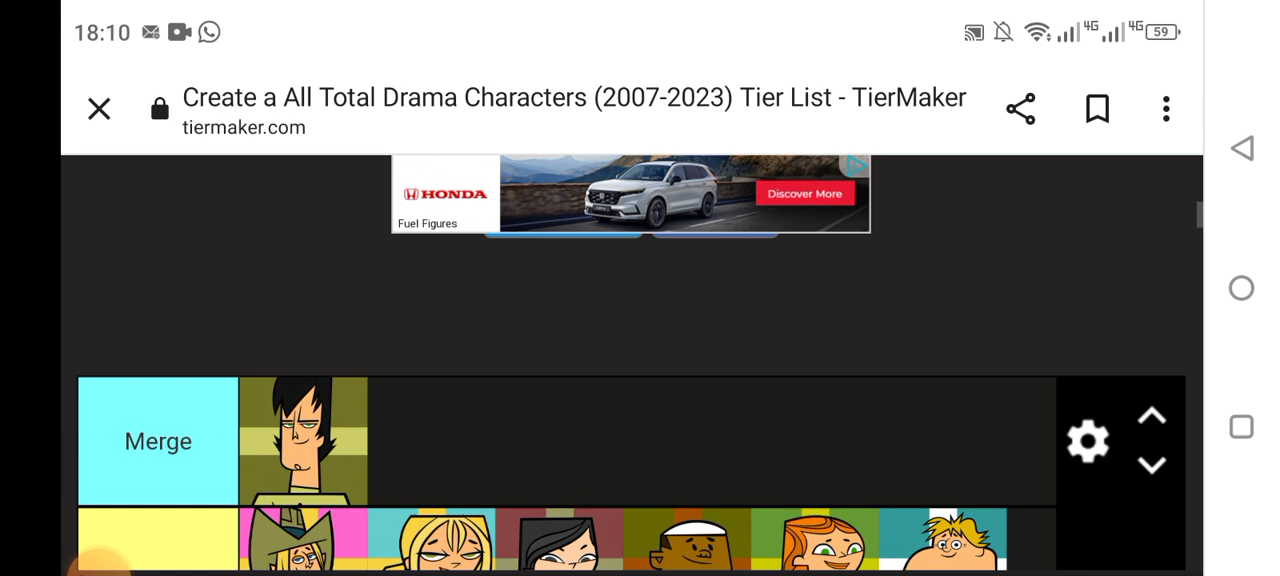 18:10
4G 4G 59
Create a All Total Drama Characters (2007-2023) Tier List - TierMaker
tiermaker.com
HONDA
Discover More
Fuel Figures
Merge